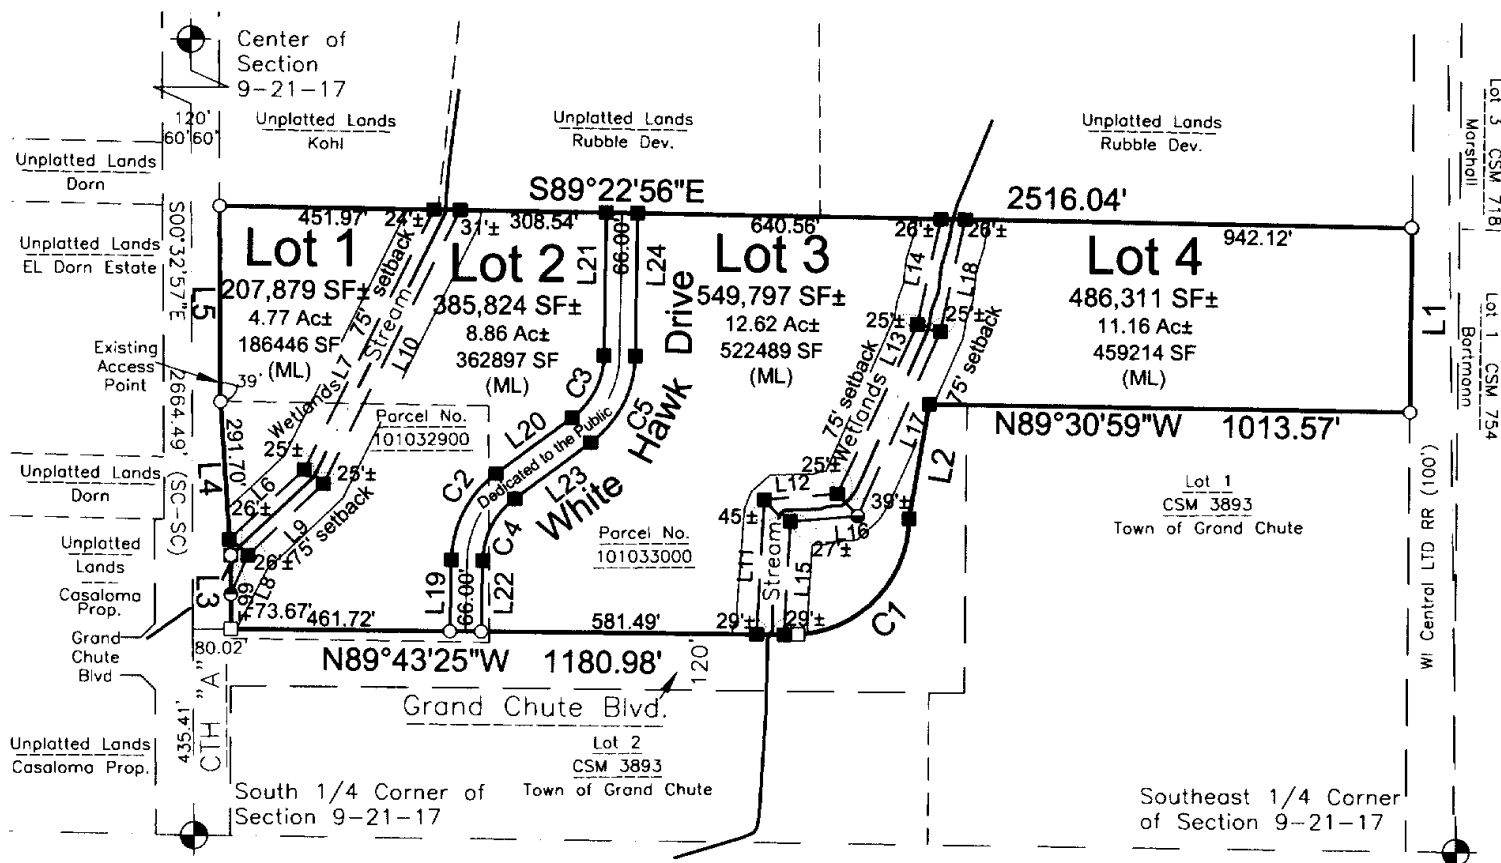 Center of
Section
9-21-17
120'
60'
60'
Unplatted Lands
Kohl
Unplatted Lands
Rubble Dev.
Unplatted Lands
Rubble Dev.
Lot 3 CSM 718
Marshall
Unplatted Lands
Dorn
S89°22'56"E
2516.04'
451.97'
24'±
31'±
308.54'
640.56'
26'±
26'±
942.12'
Unplatted Lands
EL Dorn Estate
S00°32'57"E
2664.49' (SC-SC)
Lot 1
207,879 SF±
4.77 Ac±
186446 SF
(ML)
Lot 2
385,824 SF±
8.86 Ac±
362897 SF
(ML)
Lot 3
549,797 SF±
12.62 Ac±
522489 SF
(ML)
Lot 4
486,311 SF±
11.16 Ac±
459214 SF
(ML)
L5
75' setback
Stream
L7
L10
Wetlands
L21
66.00'
L24
L14
L18
25'±
25'±
L13
75' setback
75' setback
Wetlands
L1
Lot 1 CSM 754
Bartmann
Existing
Access
Point
39'
Parcel No.
101032900
C3
C5
L20
Dedicated to the Public
White Hawk Drive
L17
L2
N89°30'59"W
1013.57'
291.70'
25'±
25'±
L4
L6
26'±
L9
75' setback
C2
L23
C4
25'±
L12
39'±
45'±
L16
27'±
Lot 1
CSM 3893
Town of Grand Chute
Unplatted Lands
Dorn
Unplatted
Lands
Casaloma Prop.
26'±
L8
L3
66'
L19
66.00'
L22
Parcel No.
101033000
L11
Stream
L15
C1
WI Central LTD RR (100')
73.67'
461.72'
581.49'
29'±
29'±
Grand
Chute
Blvd
80.02'
N89°43'25"W
1180.98'
120'
CTH "A"
435.41'
Grand Chute Blvd.
Unplatted Lands
Casaloma Prop.
Lot 2
CSM 3893
Town of Grand Chute
South 1/4 Corner of
Section 9-21-17
Southeast 1/4 Corner
of Section 9-21-17